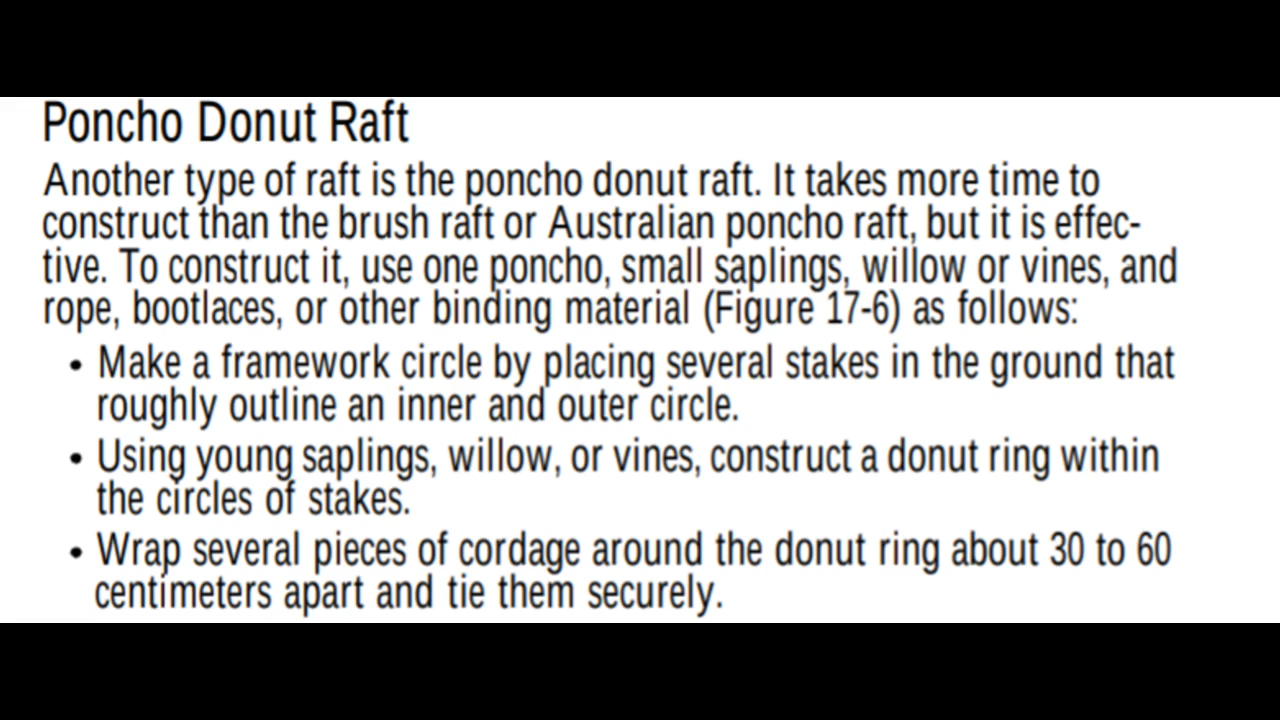 Poncho Donut Raft
Another type of raft is the poncho donut raft. It takes more time to
construct than the brush raft or Australian poncho raft, but it is effec-
tive. To construct it, use one poncho, small saplings, willow or vines, and
rope, bootlaces, or other binding material (Figure 17-6) as follows:
• Make a framework circle by placing several stakes in the ground that
roughly outline an inner and outer circle.
• Using young saplings, willow, or vines, construct a donut ring within
the circles of stakes.
• Wrap several pieces of cordage around the donut ring about 30 to 60
centimeters apart and tie them securely.